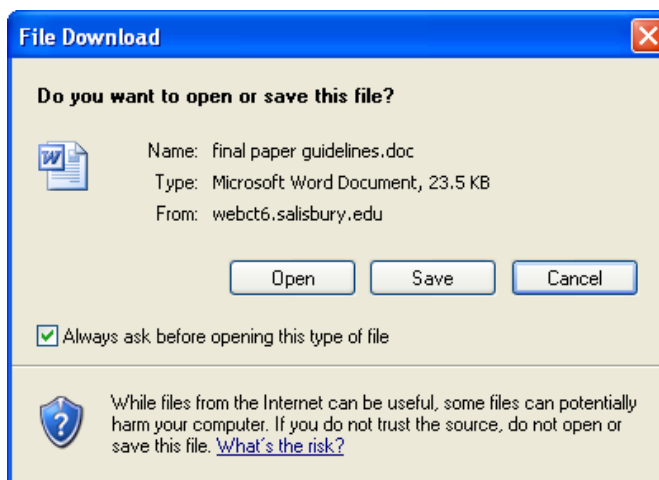 File Download
Do you want to open or save this file?
Name: final paper guidelines.doc
Type: Microsoft Word Document, 23.5 KB
From: webct6.salisbury.edu
Open Save Cancel
Always ask before opening this type of file
While files from the Internet can be useful, some files can potentially
harm your computer. If you do not trust the source, do not open or
save this file. What's the risk?